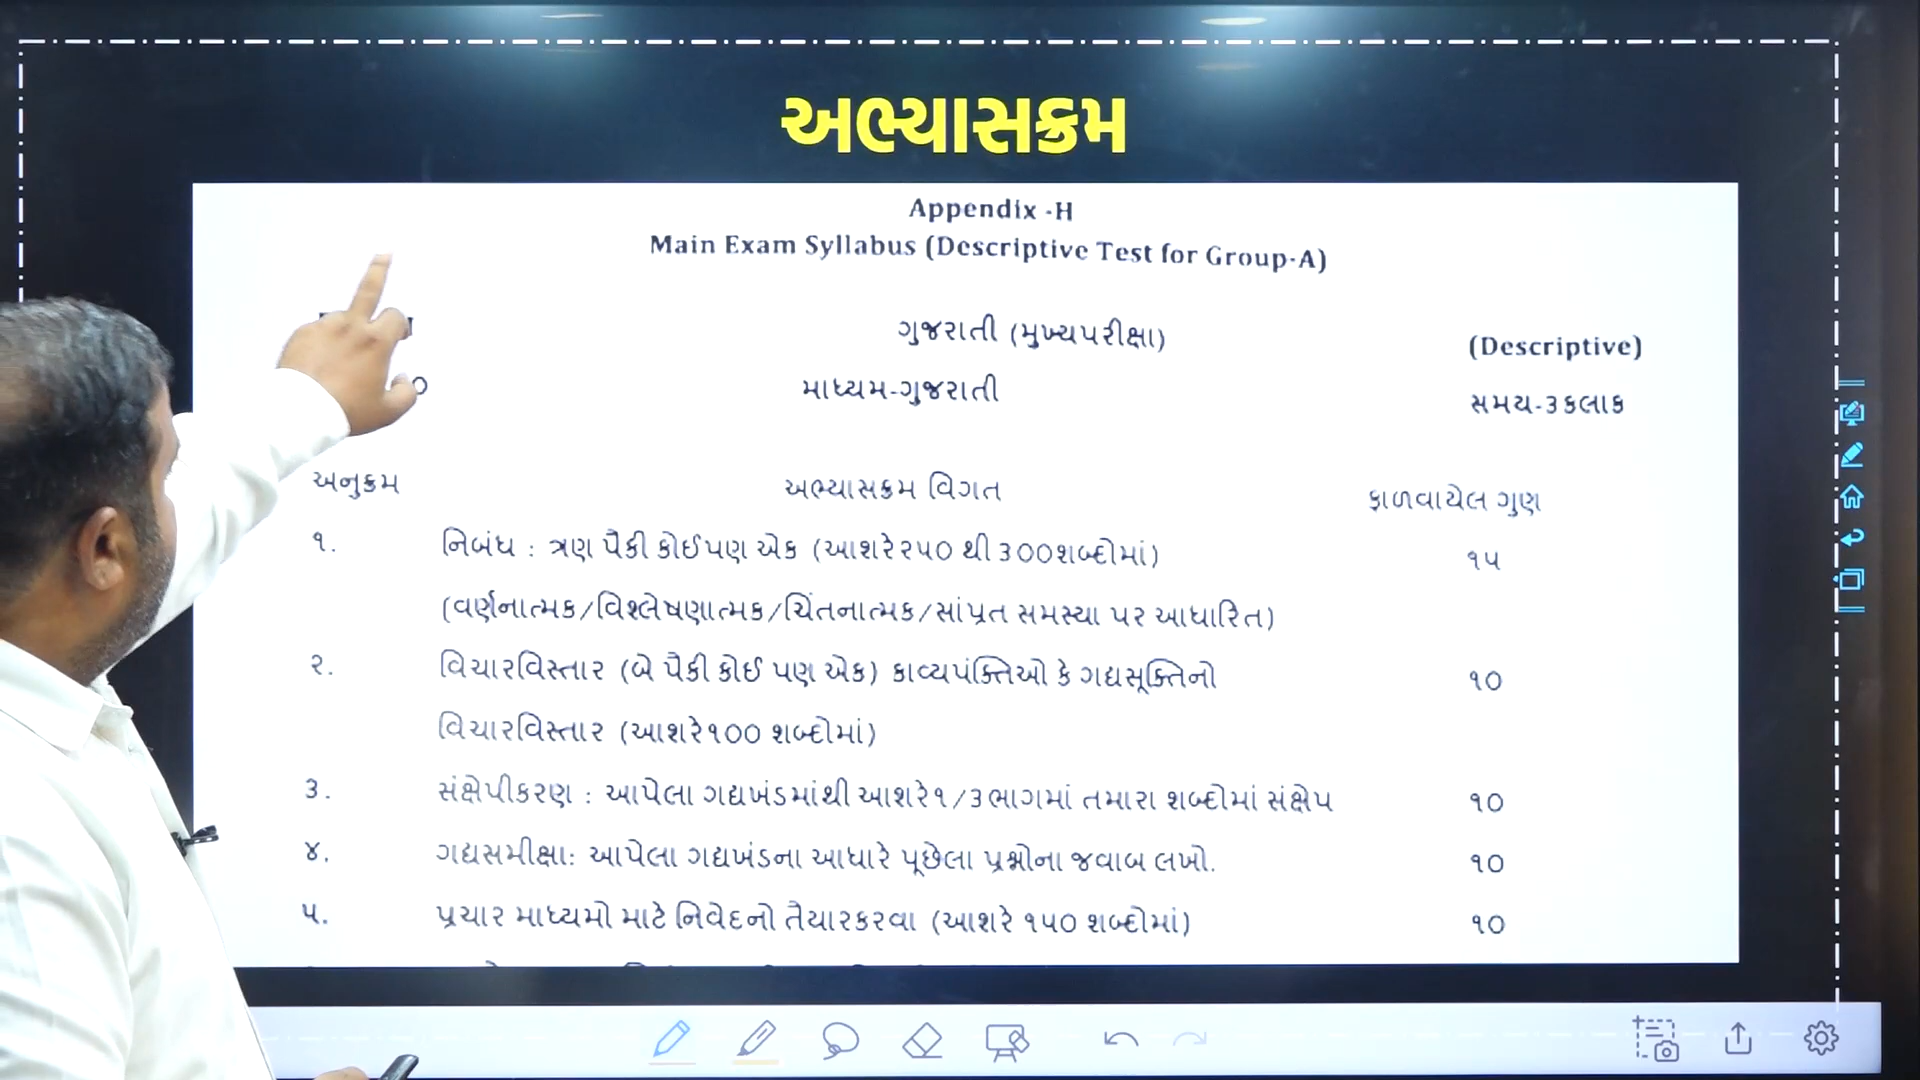 અભ્યાસક્રમ
Appendix -H
Main Exam Syllabus (Descriptive Test for Group-A)
ગુજરાતી (મુખ્યપરીક્ષા)
(Descriptive)
માધ્યમ-ગુજરાતી
સમય-૩કલાક
અનુક્રમ અભ્યાસક્રમ વિગત ફાળવાયેલ ગુણ
૧. નિબંધ : ત્રણ પૈકી કોઈપણ એક (આશરે૨૫૦ થી ૩૦૦શબ્દોમાં) ૧૫
(વર્ણનાત્મક/વિશ્લેષણાત્મક/ચિંતનાત્મક/સાંપ્રત સમસ્યા પર આધારિત)
૨. વિચારવિસ્તાર (બે પૈકી કોઈ પણ એક) કાવ્યપંક્તિઓ કે ગદ્યસૂક્તિનો ૧૦
વિચારવિસ્તાર (આશરે૧૦૦ શબ્દોમાં)
૩. સંક્ષેપીકરણ : આપેલા ગદ્યખંડમાંથી આશરે૧/૩ભાગમાં તમારા શબ્દોમાં સંક્ષેપ ૧૦
૪. ગદ્યસમીક્ષા: આપેલા ગદ્યખંડના આધારે પૂછેલા પ્રશ્નોના જવાબ લખો. ૧૦
૫. પ્રચાર માધ્યમો માટે નિવેદનો તૈયારકરવા (આશરે ૧૫૦ શબ્દોમાં) ૧૦